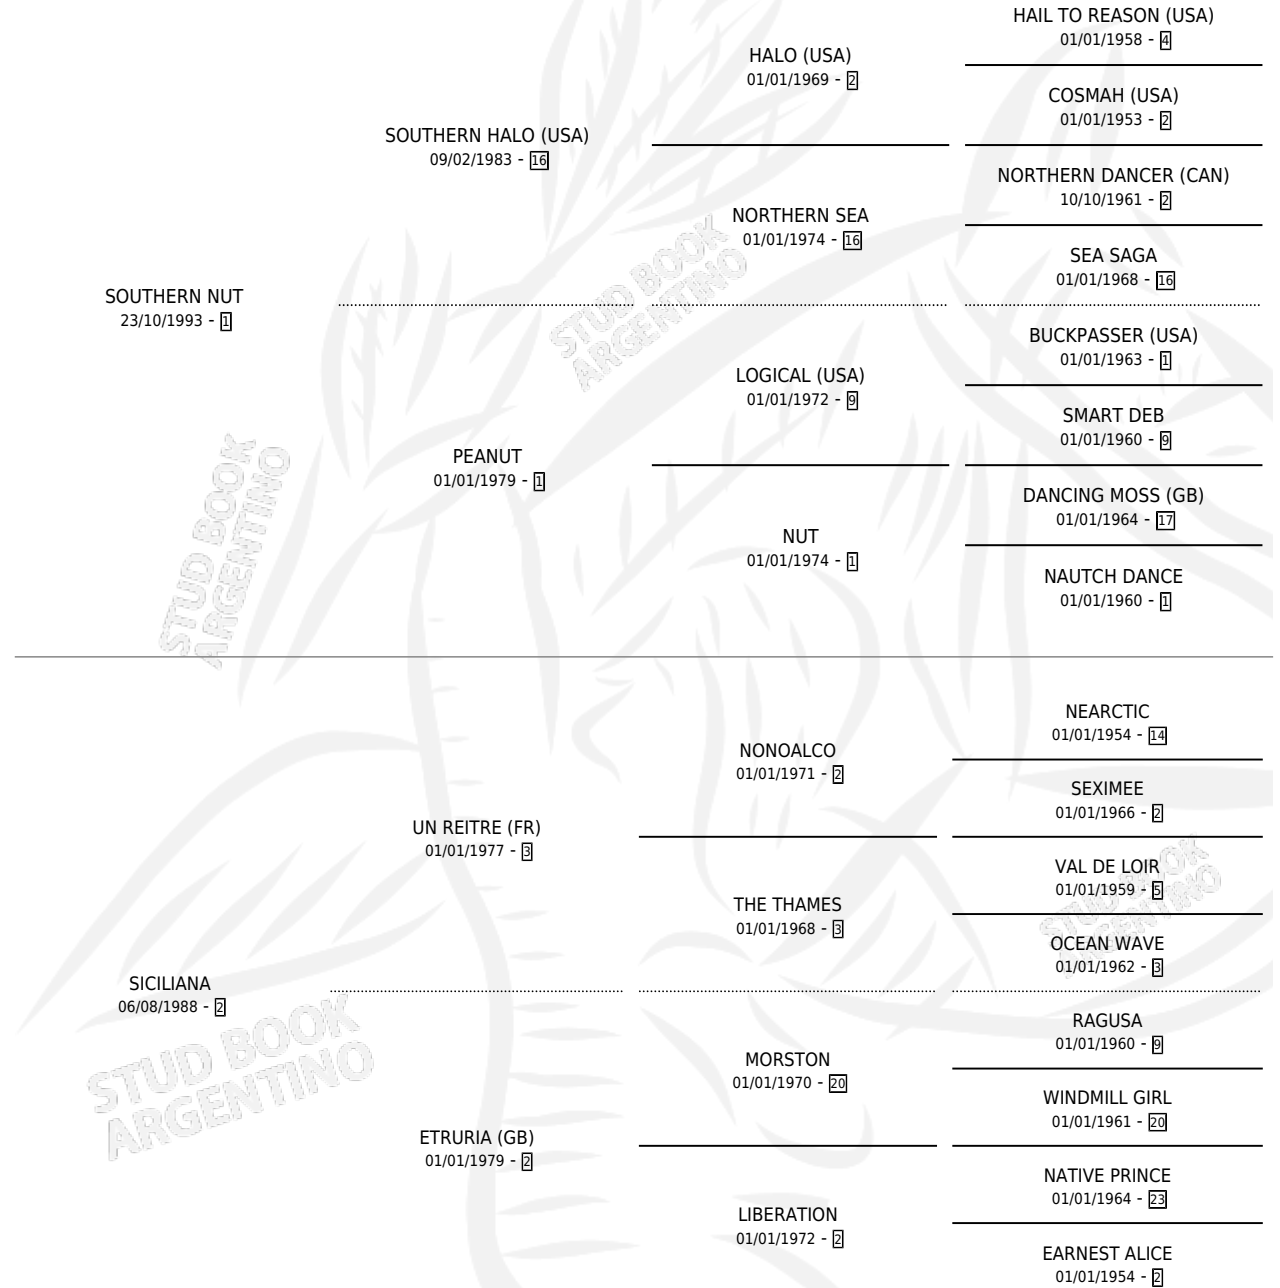 HAIL TO REASON (USA)
01/01/1958 - 4
HALO (USA)
01/01/1969 - 2
COSMAH (USA)
01/01/1953 - 2
SOUTHERN HALO (USA)
09/02/1983 - 16
NORTHERN DANCER (CAN)
10/10/1961 - 2
NORTHERN SEA
01/01/1974 - 16
SEA SAGA
01/01/1968 - 16
SOUTHERN NUT
23/10/1993 - 1
STUD BOOK
ARGENTINO
BUCKPASSER (USA)
01/01/1963 - 1
LOGICAL (USA)
01/01/1972 - 9
SMART DEB
01/01/1960 - 9
PEANUT
01/01/1979 - 1
DANCING MOSS (GB)
01/01/1964 - 17
NUT
01/01/1974 - 1
NAUTCH DANCE
01/01/1960 - 1
STUD BOOK
ARGENTINO
NEARCTIC
01/01/1954 - 14
NONOALCO
01/01/1971 - 2
SEXIMEE
01/01/1966 - 2
UN REITRE (FR)
01/01/1977 - 3
VAL DE LOIR
01/01/1959 - 5
THE THAMES
01/01/1968 - 3
OCEAN WAVE
01/01/1962 - 3
STUD BOOK
ARGENTINO
SICILIANA
06/08/1988 - 2
RAGUSA
01/01/1960 - 9
MORSTON
01/01/1970 - 20
WINDMILL GIRL
01/01/1961 - 20
STUD BOOK
ARGENTINO
ETRURIA (GB)
01/01/1979 - 2
NATIVE PRINCE
01/01/1964 - 23
LIBERATION
01/01/1972 - 2
EARNEST ALICE
01/01/1954 - 2